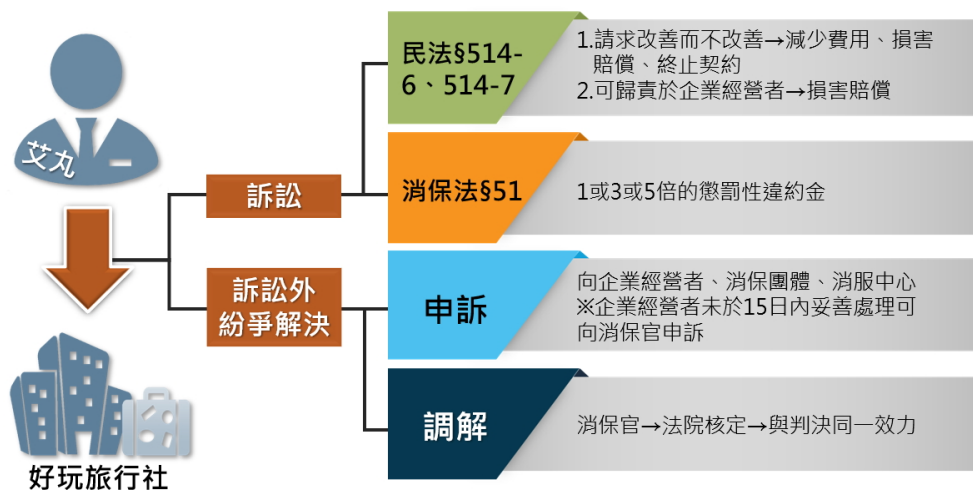 艾丸
好玩旅行社
訴訟
民法§514-
6、514-7
1.請求改善而不改善→減少費用、損害
賠償、終止契約
2.可歸責於企業經營者→損害賠償
消保法§51
1或3或5倍的懲罰性違約金
訴訟外
紛爭解決
申訴
向企業經營者、消保團體、消服中心
※企業經營者未於15日內妥善處理可
向消保官申訴
調解
消保官→法院核定→與判決同一效力